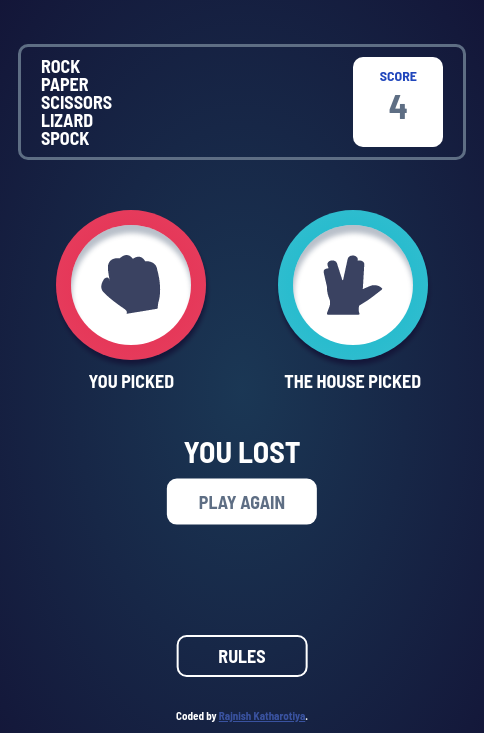 ROCK
PAPER
SCISSORS
LIZARD
SPOCK
SCORE
4
YOU PICKED
THE HOUSE PICKED
YOU LOST
PLAY AGAIN
RULES
Coded by Rajnish Katharotiya.